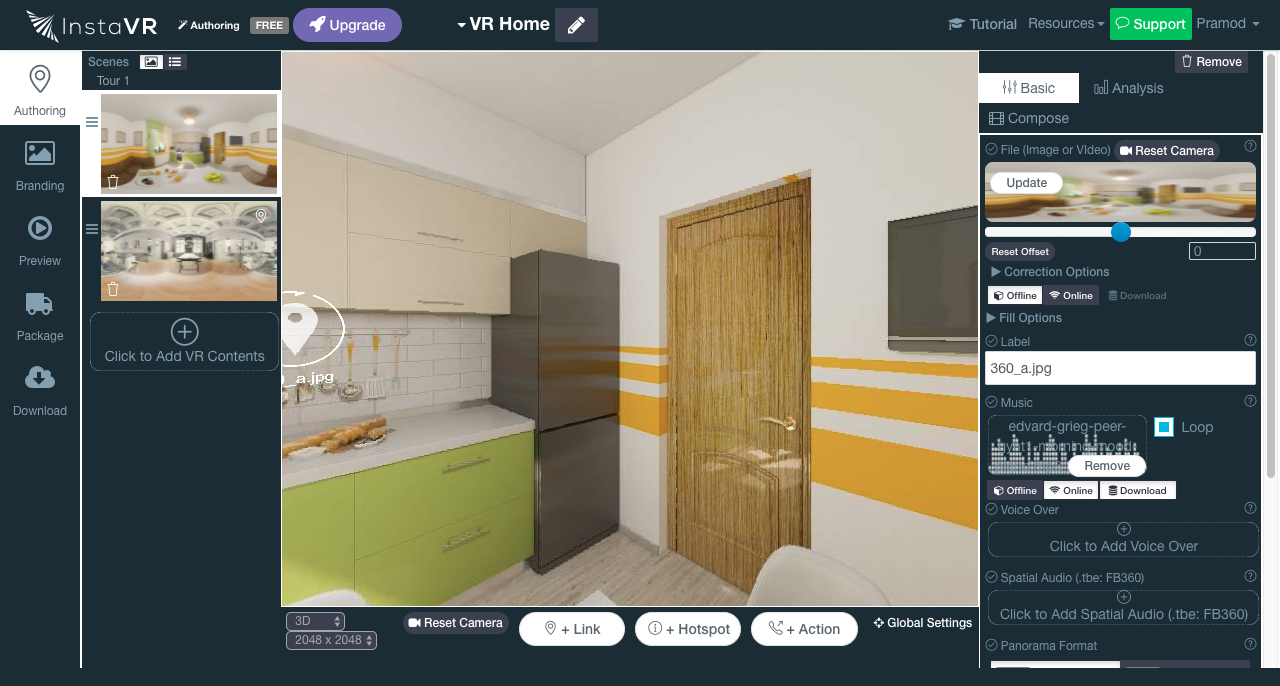 InstaVR
Authoring
FREE
Upgrade
VR Home
Tutorial
Resources
Support
Pramod
Authoring
Branding
Preview
Package
Download
Scenes
Tour 1
Click to Add VR Contents
_a.jpg
3D
2048 x 2048
Reset Camera
+ Link
+ Hotspot
+ Action
Global Settings
Remove
Basic
Analysis
Compose
File (Image or VIdeo)
Reset Camera
Update
Reset Offset
0
Correction Options
Offline
Online
Download
Fill Options
Label
360_a.jpg
Music
edvard-grieg-peer-
Loop
Remove
Offline
Online
Download
Voice Over
Click to Add Voice Over
Spatial Audio (.tbe: FB360)
Click to Add Spatial Audio (.tbe: FB360)
Panorama Format